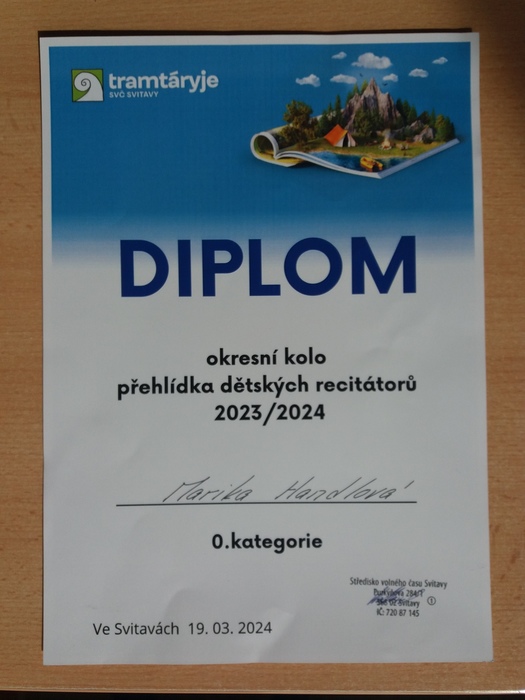 tramtáryje
SVČ SVITAVY
DIPLOM
okresní kolo
přehlídka dětských recitátorů
2023/2024
Marika Handlová
0.kategorie
Středisko volného času Svitavy
IČ: 720 87 145
Ve Svitavách 19. 03. 2024